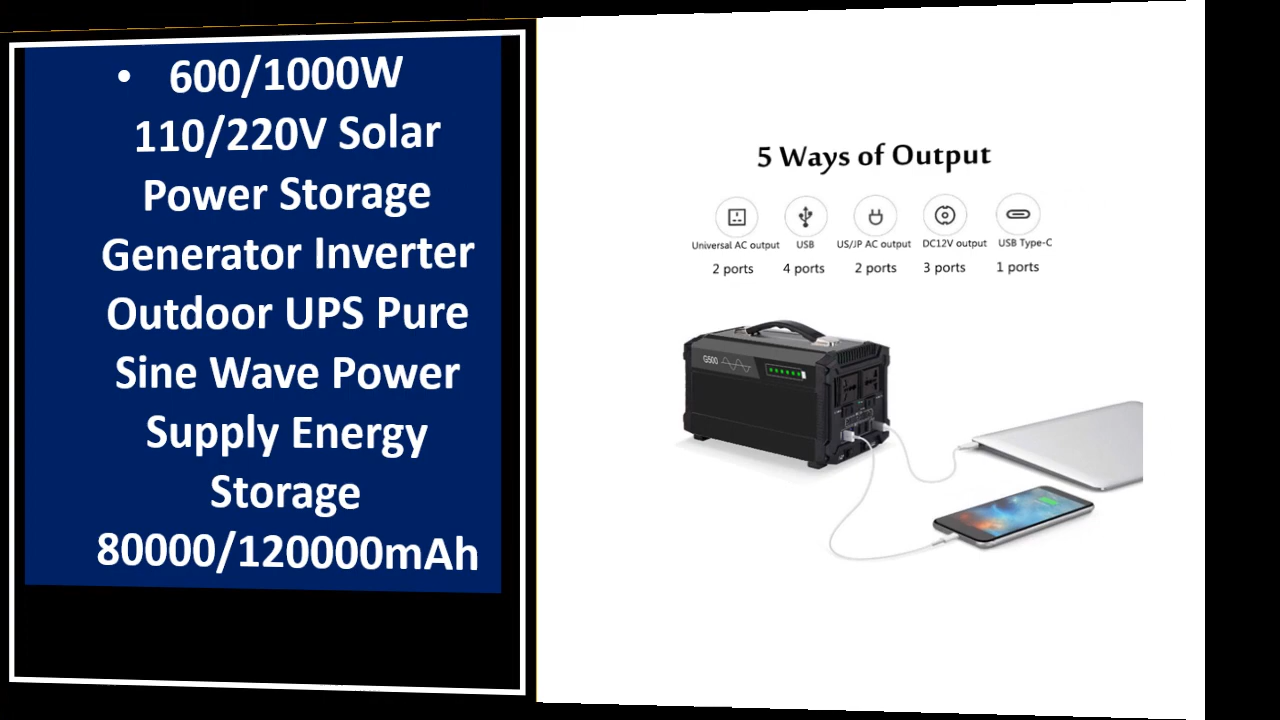 • 600/1000W
110/220V Solar
Power Storage
Generator Inverter
Outdoor UPS Pure
Sine Wave Power
Supply Energy
Storage
80000/120000mAh
5 Ways of Output
Universal AC output USB US/JP AC output DC12V output USB Type-C
2 ports 4 ports 2 ports 3 ports 1 ports
G500